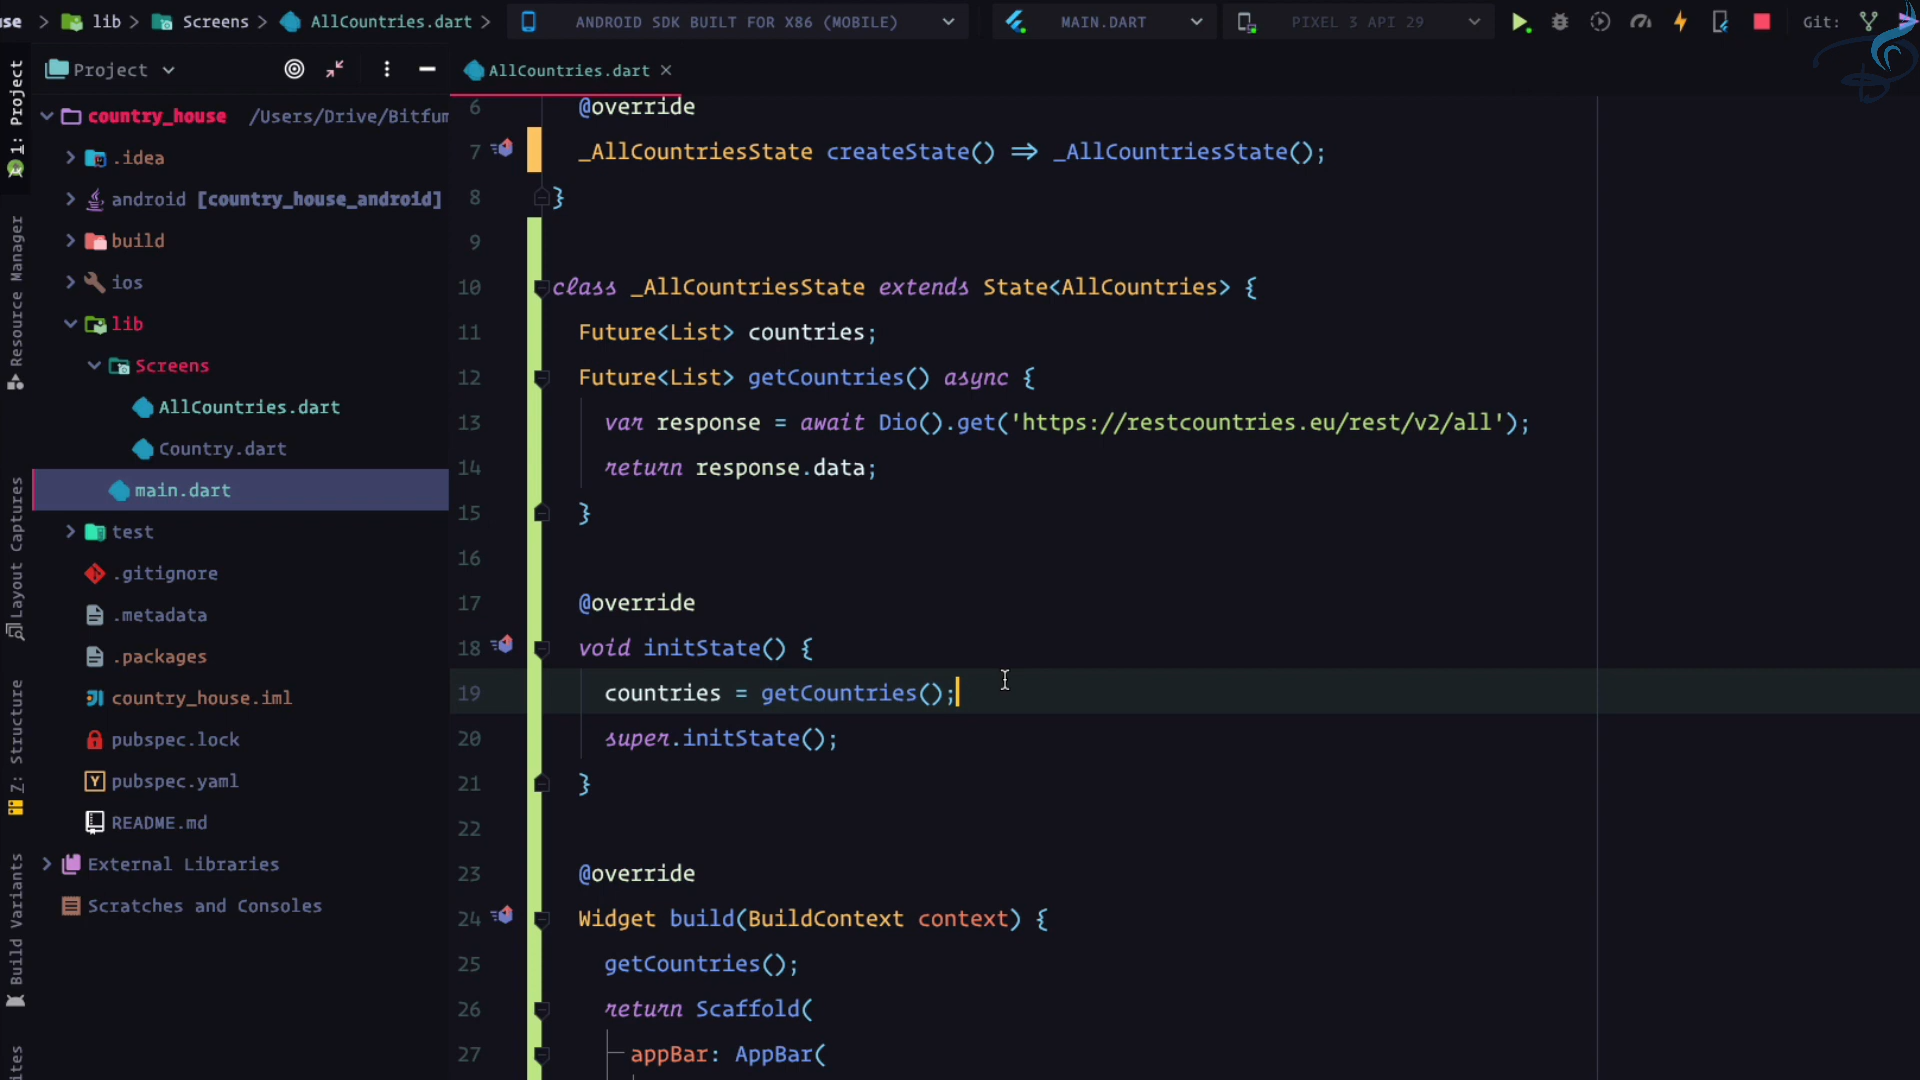 use > lib > Screens > AllCountries.dart >
ANDROID SDK BUILT FOR X86 (MOBILE)
MAIN.DART
PIXEL 3 API 29
Git:
Project
AllCountries.dart
1: Project
Resource Manager
Layout Captures
Z: Structure
Build Variants
country_house /Users/Drive/Bitfum
.idea
android [country_house_android]
build
ios
lib
Screens
AllCountries.dart
Country.dart
main.dart
test
.gitignore
.metadata
.packages
country_house.iml
pubspec.lock
pubspec.yaml
README.md
External Libraries
Scratches and Consoles
6 @override
7 _AllCountriesState createState() => _AllCountriesState();
8 }
9
10 class _AllCountriesState extends State<AllCountries> {
11 Future<List> countries;
12 Future<List> getCountries() async {
13 var response = await Dio().get('https://restcountries.eu/rest/v2/all');
14 return response.data;
15 }
16
17 @override
18 void initState() {
19 countries = getCountries();
20 super.initState();
21 }
22
23 @override
24 Widget build(BuildContext context) {
25 getCountries();
26 return Scaffold(
27 appBar: AppBar(